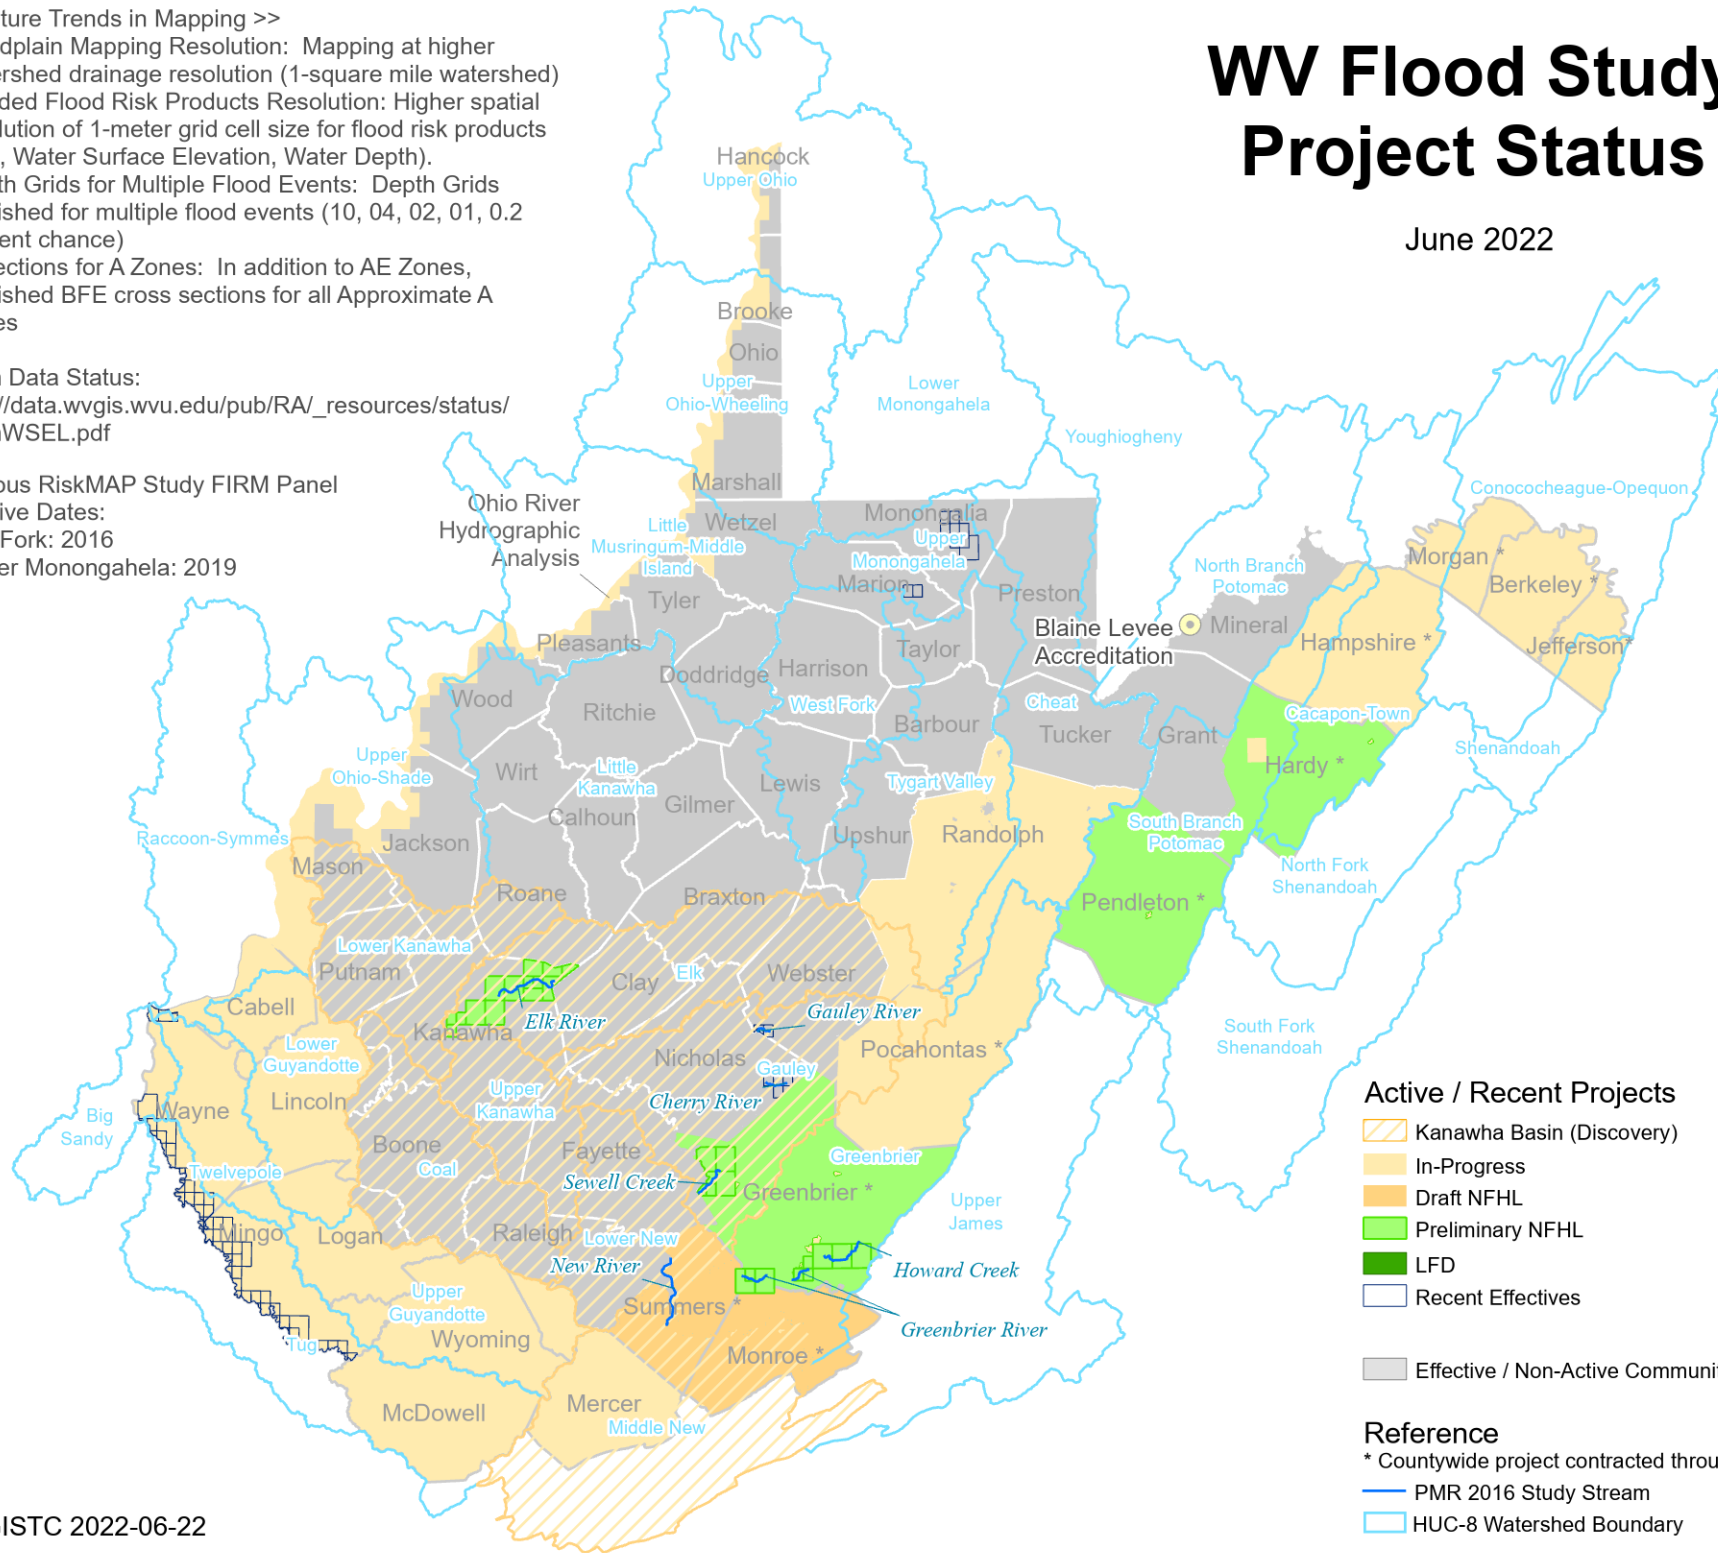 ture Trends in Mapping >>
dplain Mapping Resolution: Mapping at higher
ershed drainage resolution (1-square mile watershed)
ded Flood Risk Products Resolution: Higher spatial
lution of 1-meter grid cell size for flood risk products
, Water Surface Elevation, Water Depth).
th Grids for Multiple Flood Events: Depth Grids
ished for multiple flood events (10, 04, 02, 01, 0.2
ent chance)
ections for A Zones: In addition to AE Zones,
ished BFE cross sections for all Approximate A
es
Data Status:
//data.wvgis.wvu.edu/pub/RA/_resources/status/
WSEL.pdf
ous RiskMAP Study FIRM Panel
ive Dates:
Fork: 2016
er Monongahela: 2019
WV Flood Study
Project Status
June 2022
Hancock
Upper Ohio
Brooke
Ohio
Upper
Ohio-Wheeling
Marshall
Lower
Monongahela
Youghiogheny
Conococheague-Opequon
Ohio River
Hydrographic
Analysis
Little
Musringum-Middle
Island
Wetzel
Monongalia
Upper
Monongahela
Marion
Preston
Tyler
Pleasants
Doddridge
Harrison
Taylor
Blaine Levee
Accreditation
North Branch
Potomac
Mineral
Hampshire *
Morgan *
Berkeley *
Jefferson*
Wood
Ritchie
West Fork
Barbour
Cheat
Tucker
Grant
Cacapon-Town
Hardy *
Shenandoah
Upper
Ohio-Shade
Wirt
Little
Kanawha
Calhoun
Gilmer
Lewis
Tygart Valley
Upshur
Randolph
South Branch
Potomac
North Fork
Shenandoah
Raccoon-Symmes
Jackson
Mason
Roane
Braxton
Pendleton *
Lower Kanawha
Putnam
Clay
Elk
Webster
Cabell
Kanawha
Elk River
Gauley River
Nicholas
Gauley
Pocahontas *
South Fork
Shenandoah
Lower
Guyandotte
Lincoln
Upper
Kanawha
Cherry River
Big
Sandy
Wayne
Boone
Coal
Fayette
Sewell Creek
Greenbrier
Greenbrier *
Twelvepole
Upper
James
Mingo
Logan
Raleigh
Lower New
New River
Howard Creek
Upper
Guyandotte
Summers *
Greenbrier River
Tug
Wyoming
Monroe *
McDowell
Mercer
Middle New
Active / Recent Projects
Kanawha Basin (Discovery)
In-Progress
Draft NFHL
Preliminary NFHL
LFD
Recent Effectives
Effective / Non-Active Communi
Reference
* Countywide project contracted throu
PMR 2016 Study Stream
HUC-8 Watershed Boundary
ISTC 2022-06-22